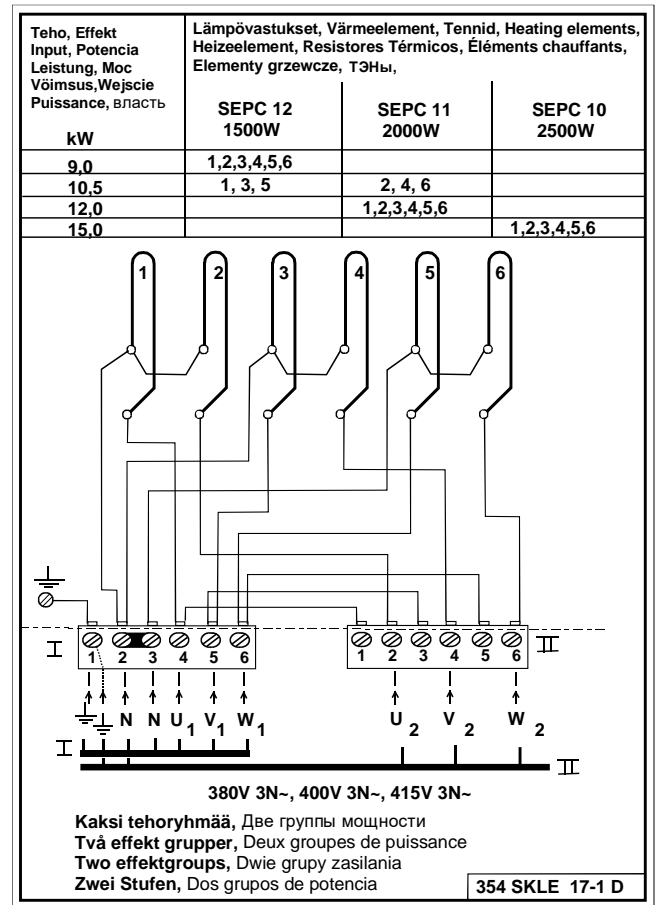 Teho, Effekt
Input, Potencia
Leistung, Moc
Vöimsus,Wejscie
Puissance, власть
kW
Lämpövastukset, Värmeelement, Tennid, Heating elements,
Heizeelement, Resistores Térmicos, Éléments chauffants,
Elementy grzewcze, ТЭНы,
SEPC 12
1500W
SEPC 11
2000W
SEPC 10
2500W
9,0 1,2,3,4,5,6
10,5 1, 3, 5 2, 4, 6
12,0 1,2,3,4,5,6
15,0 1,2,3,4,5,6
1 2 3 4 5 6
I 1 2 3 4 5 6
1 2 3 4 5 6 II
N N U1 V1 W1
U2 V2 W2
I
II
380V 3N~, 400V 3N~, 415V 3N~
Kaksi tehoryhmää, Две группы мощности
Två effekt grupper, Deux groupes de puissance
Two effektgroups, Dwie grupy zasilania
Zwei Stufen, Dos grupos de potencia
354 SKLE 17-1 D